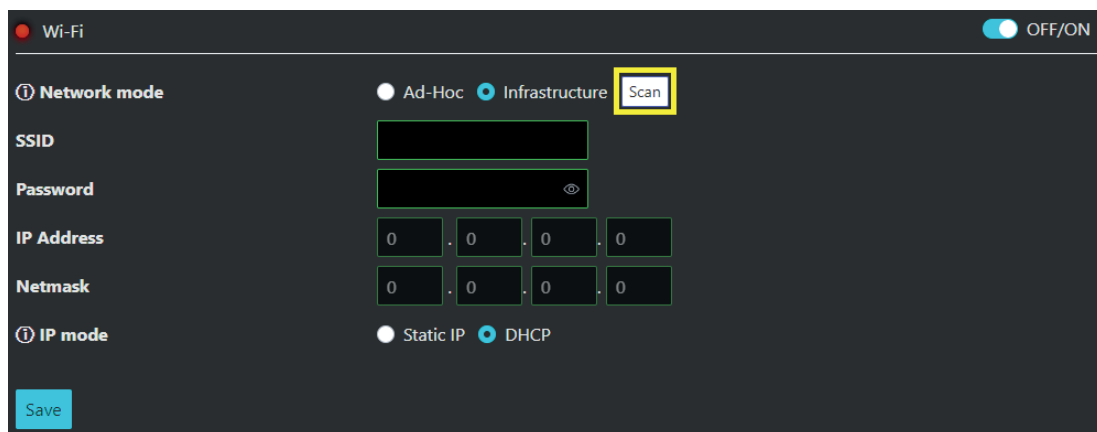 Wi-Fi OFF/ON
ⓘ Network mode Ad-Hoc Infrastructure Scan
SSID
Password
IP Address 0 . 0 . 0 . 0
Netmask 0 . 0 . 0 . 0
ⓘ IP mode Static IP DHCP
Save